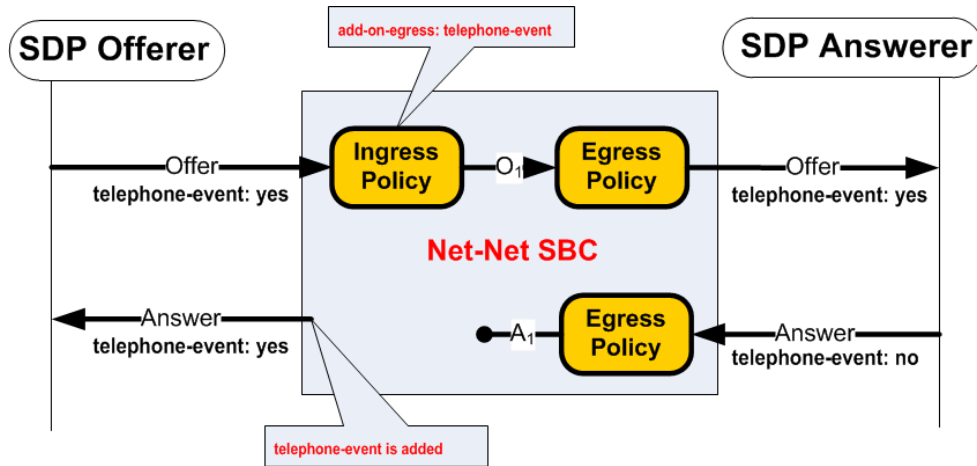 add-on-egress: telephone-event
SDP Offerer
SDP Answerer
Ingress
Policy
Egress
Policy
Offer
O₁
Offer
telephone-event: yes
telephone-event: yes
Net-Net SBC
Answer
A₁
Egress
Policy
Answer
telephone-event: yes
telephone-event: no
telephone-event is added